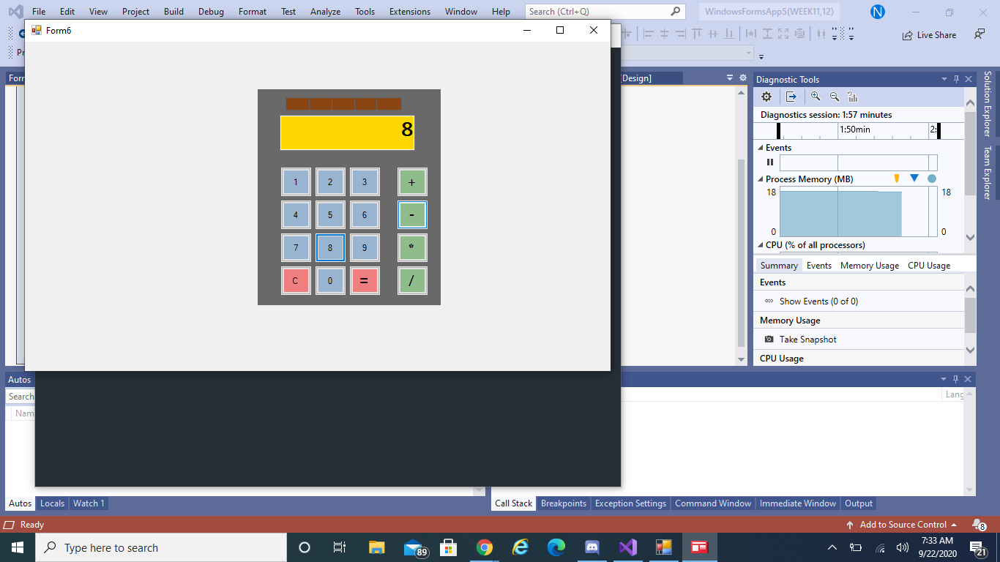 File Edit View Project Build Debug Format Test Analyze Tools Extensions Window Help Search (Ctrl+Q) WindowsFormsApp5(WEEK11,12) N
Form6
Live Share
[Design]
Diagnostic Tools
Diagnostics session: 1:57 minutes
1:50min 2:
Events
Process Memory (MB)
18 18
0 0
CPU (% of all processors)
Summary Events Memory Usage CPU Usage
Events
Show Events (0 of 0)
Memory Usage
Take Snapshot
CPU Usage
Solution Explorer
Team Explorer
8
1 2 3 +
4 5 6 -
7 8 9 *
C 0 = /
Autos
Search
Nam
Lang
Autos Locals Watch 1
Call Stack Breakpoints Exception Settings Command Window Immediate Window Output
Ready Add to Source Control 8
Type here to search 89
7:33 AM
9/22/2020
21